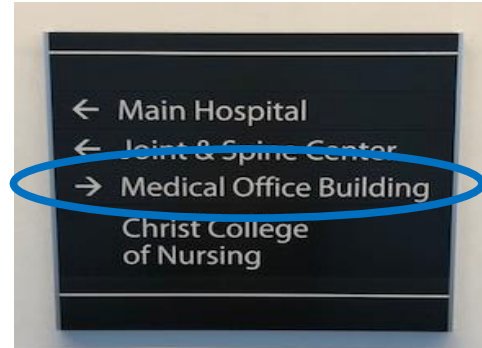 ← Main Hospital
← Joint & Spine Center
→ Medical Office Building
Christ College
of Nursing